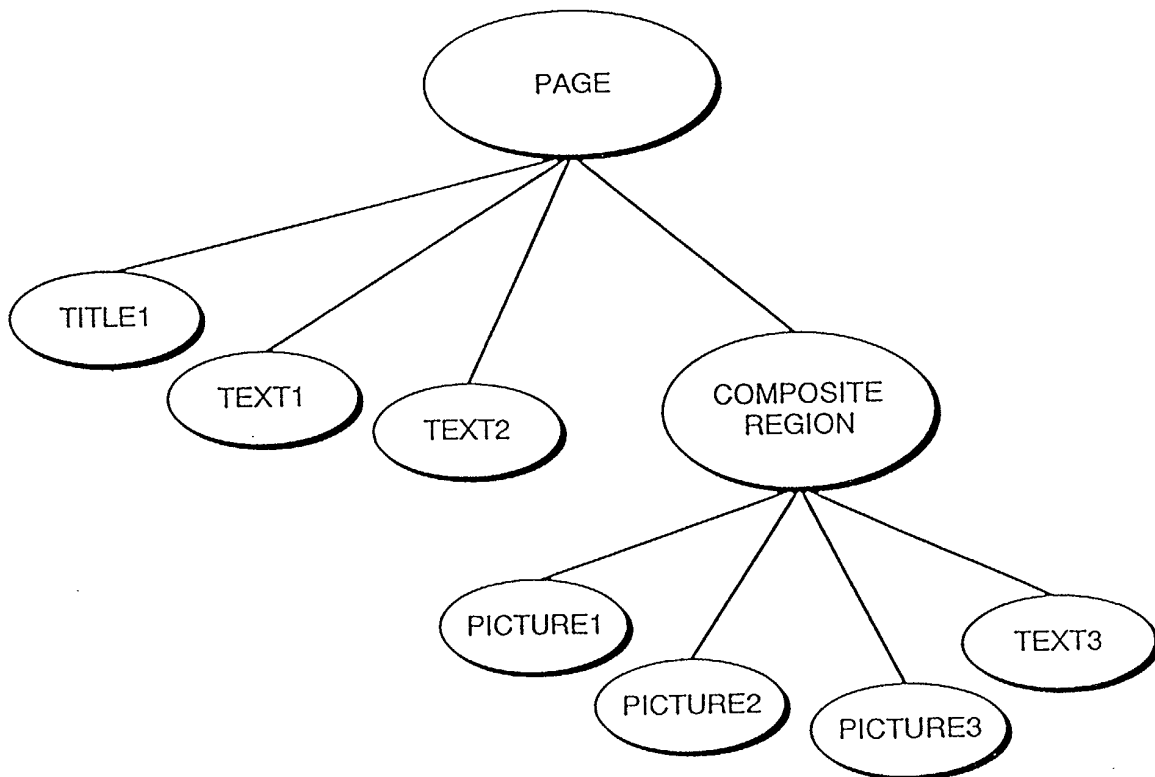 PAGE
TITLE1
TEXT1
TEXT2
COMPOSITE
REGION
PICTURE1
PICTURE2
PICTURE3
TEXT3